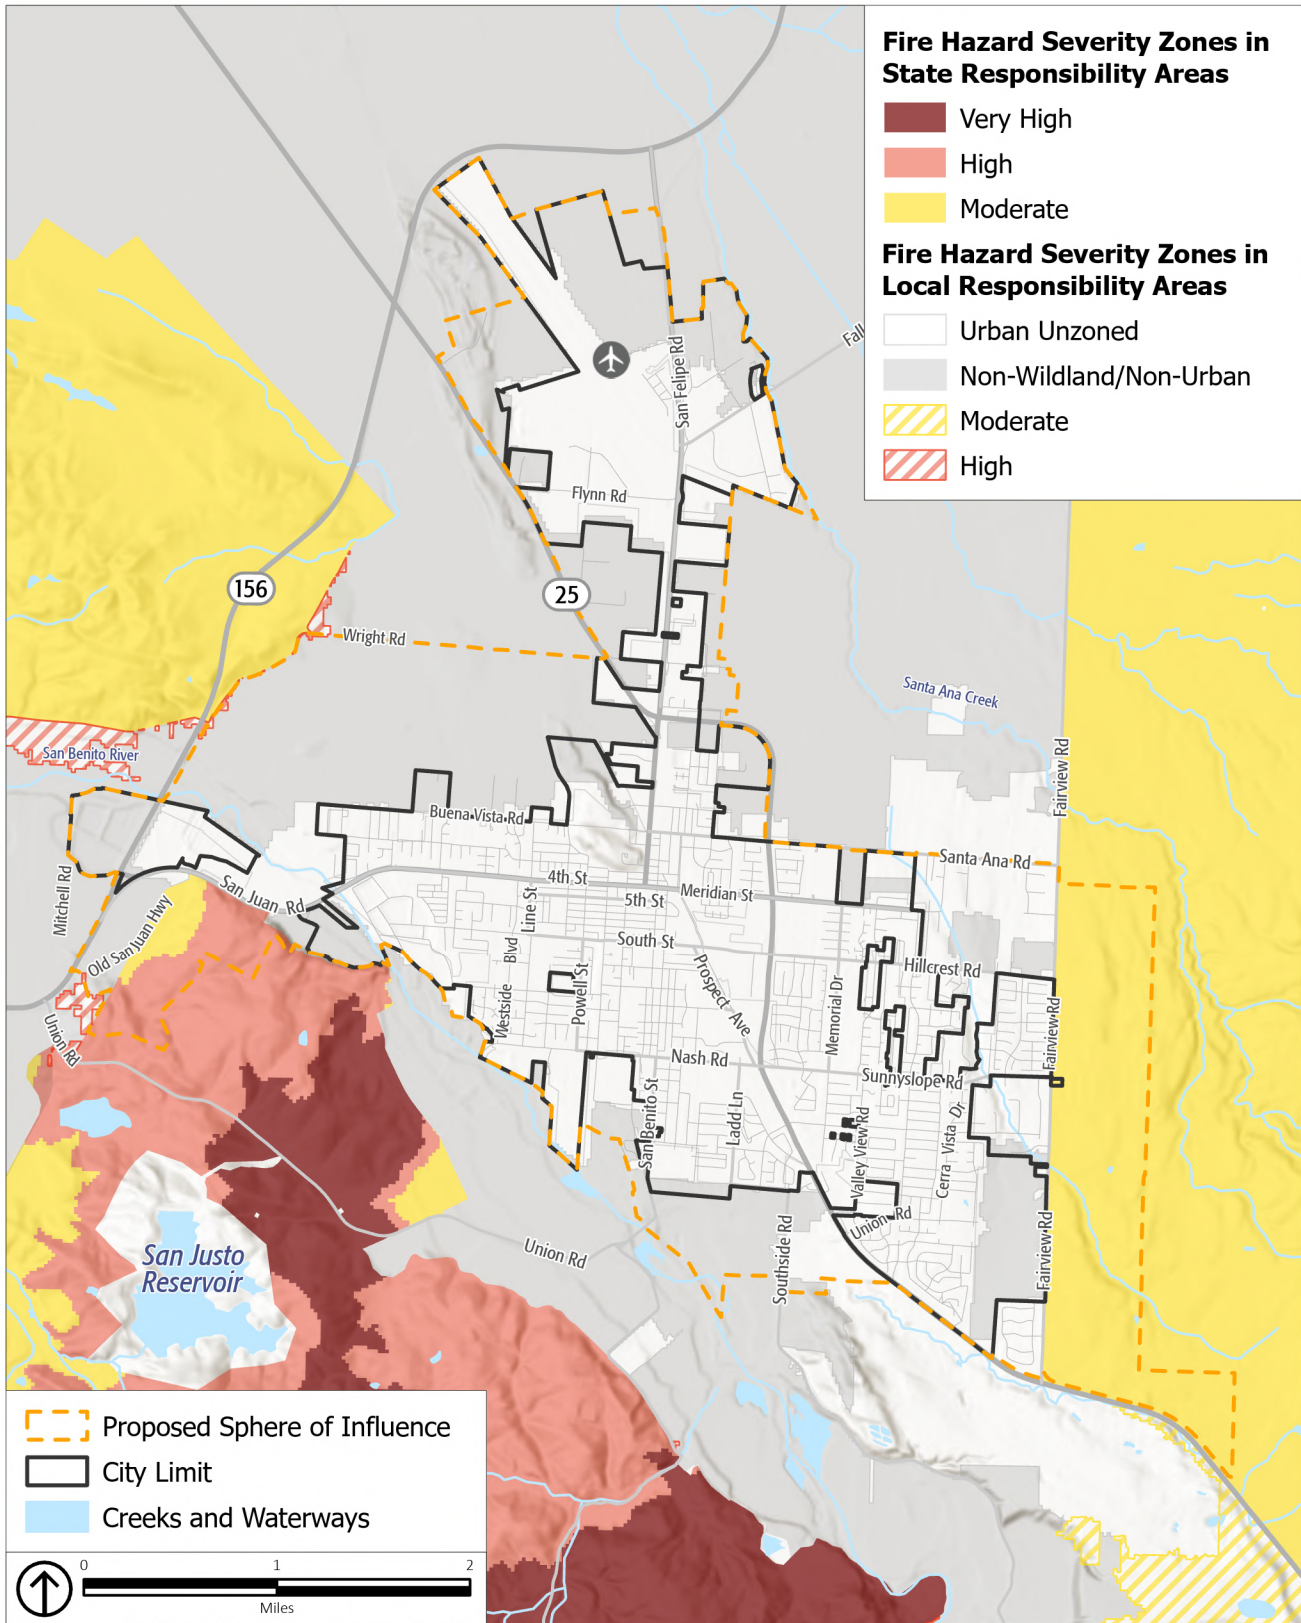 Fire Hazard Severity Zones in
State Responsibility Areas
Very High
High
Moderate
Fire Hazard Severity Zones in
Local Responsibility Areas
Urban Unzoned
Non-Wildland/Non-Urban
Moderate
High
Fall
San Felipe Rd
Flynn Rd
156
25
Wright Rd
Santa Ana Creek
San Benito River
Fairview Rd
Buena Vista Rd
Santa Ana Rd
Mitchell Rd
San Juan Rd
4th St
Meridian St
5th St
Line St
Old San Juan Hwy
South St
Westside Blvd
Powell St
Prospect Ave
Hillcrest Rd
Memorial Dr
Fairview Rd
Union Rd
Nash Rd
Sunnyslope Rd
San Benito St
Ladd Ln
Valley View Rd
Cerra Vista Dr
Union Rd
Southside Rd
Fairview Rd
Union Rd
San Justo
Reservoir
Proposed Sphere of Influence
City Limit
Creeks and Waterways
0 1 2
Miles